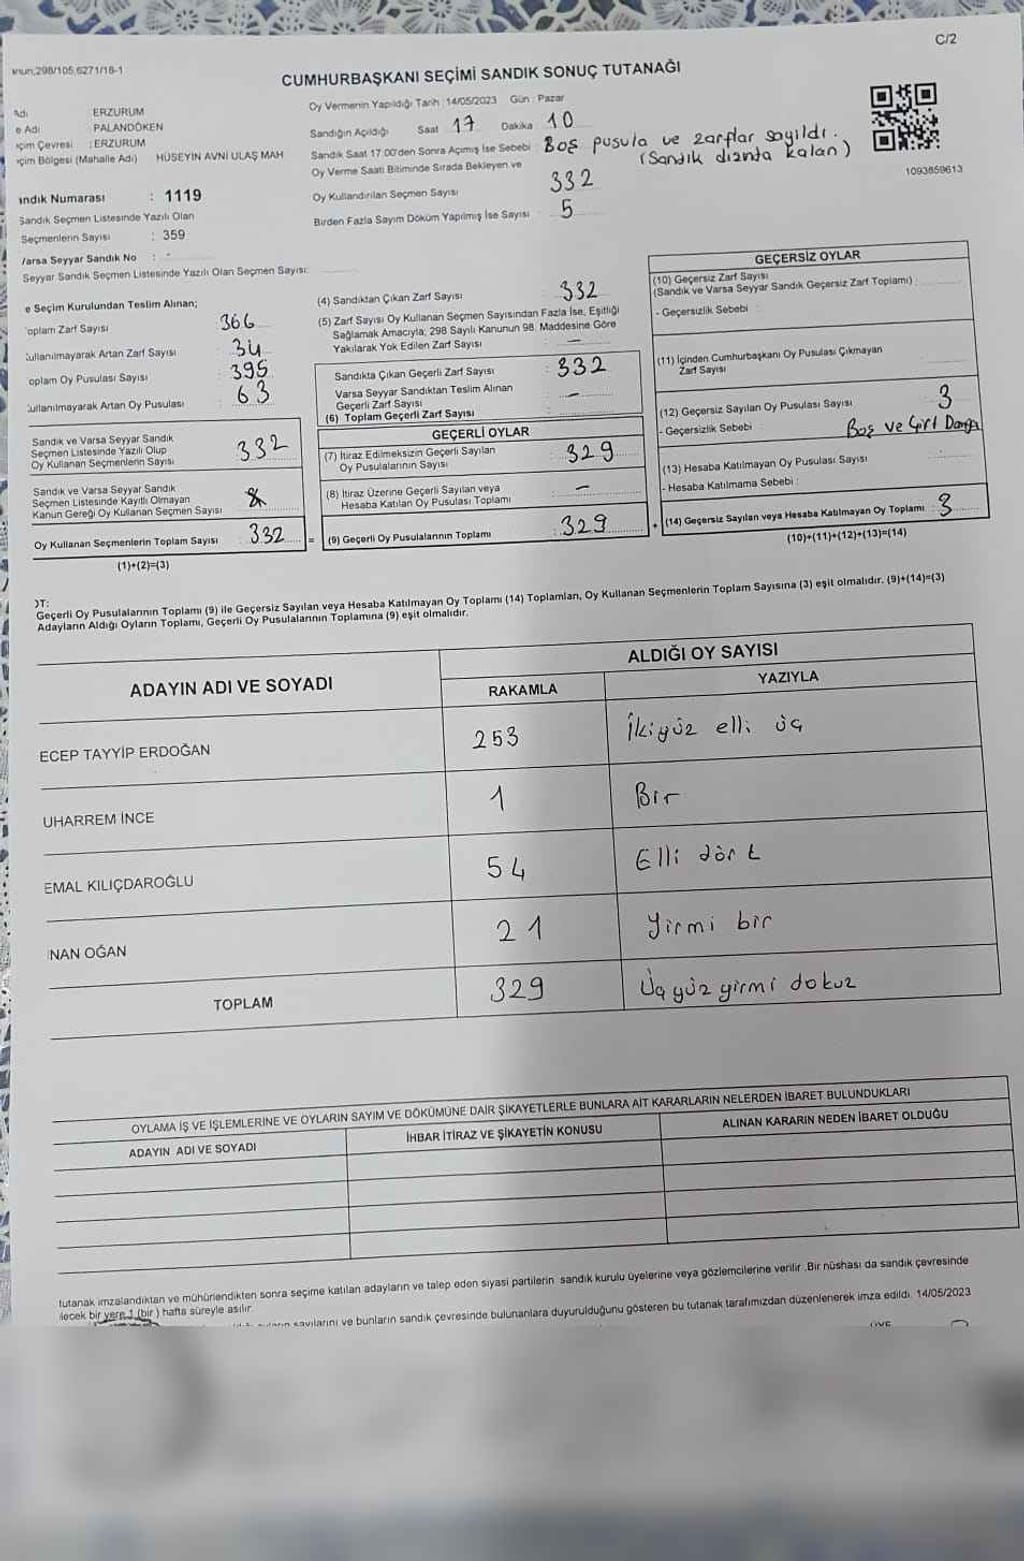 C/2
298/105,6271/18-1
CUMHURBAŞKANI SEÇİMİ SANDIK SONUÇ TUTANAĞI
Adı ERZURUM
e Adı PALANDÖKEN
çim Çevresi : ERZURUM
çim Bölgesi (Mahalle Adı) HÜSEYİN AVNİ ULAŞ MAH
andık Numarası : 1119
Sandık Seçmen Listesinde Yazılı Olan
Seçmenlerin Sayısı : 359
Varsa Seyyar Sandık No : -
Seyyar Sandık Seçmen Listesinde Yazılı Olan Seçmen Sayısı:
Oy Vermenin Yapıldığı Tarih : 14/05/2023 Gün : Pazar
Sandığın Açıldığı Saat 17 Dakika 10
Sandık Saat 17:00'den Sonra Açımış İse Sebebi Boş pusula ve zarflar sayıldı.
(Sandık dışında kalan)
Oy Verme Saati Bitiminde Sırada Bekleyen ve
Oy Kullandırılan Seçmen Sayısı 332
Birden Fazla Sayım Döküm Yapılmış İse Sayısı 5
1093859613
e Seçim Kurulundan Teslim Alınan;
oplam Zarf Sayısı 366
ullanılmayarak Artan Zarf Sayısı 34
oplam Oy Pusulası Sayısı : 395
ullanılmayarak Artan Oy Pusulası : 63
Sandık ve Varsa Seyyar Sandık
Seçmen Listesinde Yazılı Olup
Oy Kullanan Seçmenlerin Sayısı 332
Sandık ve Varsa Seyyar Sandık
Seçmen Listesinde Kayıtlı Olmayan
Kanun Gereği Oy Kullanan Seçmen Sayısı
Oy Kullanan Seçmenlerin Toplam Sayısı 332 =
(1)+(2)=(3)
(4) Sandıktan Çıkan Zarf Sayısı 332
(5) Zarf Sayısı Oy Kullanan Seçmen Sayısından Fazla İse, Eşitliği
Sağlamak Amacıyla; 298 Sayılı Kanunun 98. Maddesine Göre
Yakılarak Yok Edilen Zarf Sayısı : —
Sandıkta Çıkan Geçerli Zarf Sayısı : 332
Varsa Seyyar Sandıktan Teslim Alınan
Geçerli Zarf Sayısı : —
(6) Toplam Geçerli Zarf Sayısı
GEÇERLİ OYLAR
(7) İtiraz Edilmeksizin Geçerli Sayılan
Oy Pusulalarının Sayısı : 329
(8) İtiraz Üzerine Geçerli Sayılan veya
Hesaba Katılan Oy Pusulası Toplamı : —
(9) Geçerli Oy Pusulalarının Toplamı : 329 +
GEÇERSİZ OYLAR
(10) Geçersiz Zarf Sayısı
(Sandık ve Varsa Seyyar Sandık Geçersiz Zarf Toplamı) :
- Geçersizlik Sebebi :
(11) İçinden Cumhurbaşkanı Oy Pusulası Çıkmayan
Zarf Sayısı
(12) Geçersiz Sayılan Oy Pusulası Sayısı 3
- Geçersizlik Sebebi : Boş ve Çift Damga
(13) Hesaba Katılmayan Oy Pusulası Sayısı :
- Hesaba Katılmama Sebebi :
(14) Geçersiz Sayılan veya Hesaba Katılmayan Oy Toplamı : 3
(10)+(11)+(12)+(13)=(14)
OT:
Geçerli Oy Pusulalarının Toplamı (9) ile Geçersiz Sayılan veya Hesaba Katılmayan Oy Toplamı (14) Toplamları, Oy Kullanan Seçmenlerin Toplam Sayısına (3) eşit olmalıdır. (9)+(14)=(3)
Adayların Aldığı Oyların Toplamı, Geçerli Oy Pusulalarının Toplamına (9) eşit olmalıdır.
ADAYIN ADI VE SOYADI
ALDIĞI OY SAYISI
RAKAMLA YAZIYLA
ECEP TAYYİP ERDOĞAN 253 İkiyüz elli üç
UHARREM İNCE 1 Bir
EMAL KILIÇDAROĞLU 54 Elli dört
NAN OĞAN 21 Yirmi bir
TOPLAM 329 Üçyüz yirmi dokuz
OYLAMA İŞ VE İŞLEMLERİNE VE OYLARIN SAYIM VE DÖKÜMÜNE DAİR ŞİKAYETLERLE BUNLARA AİT KARARLARIN NELERDEN İBARET BULUNDUKLARI
ADAYIN ADI VE SOYADI İHBAR İTİRAZ VE ŞİKAYETİN KONUSU ALINAN KARARIN NEDEN İBARET OLDUĞU
tutanak imzalandıktan ve mühürlendikten sonra seçime katılan adayların ve talep eden siyasi partilerin sandık kurulu üyelerine veya gözlemcilerine verilir. Bir nüshası da sandık çevresinde
lecek bir yere 1 (bir) hafta süreyle asılır.
sayılarını ve bunların sandık çevresinde bulunanlara duyurulduğunu gösteren bu tutanak tarafımızdan düzenlenerek imza edildi. 14/05/2023
ÜYE